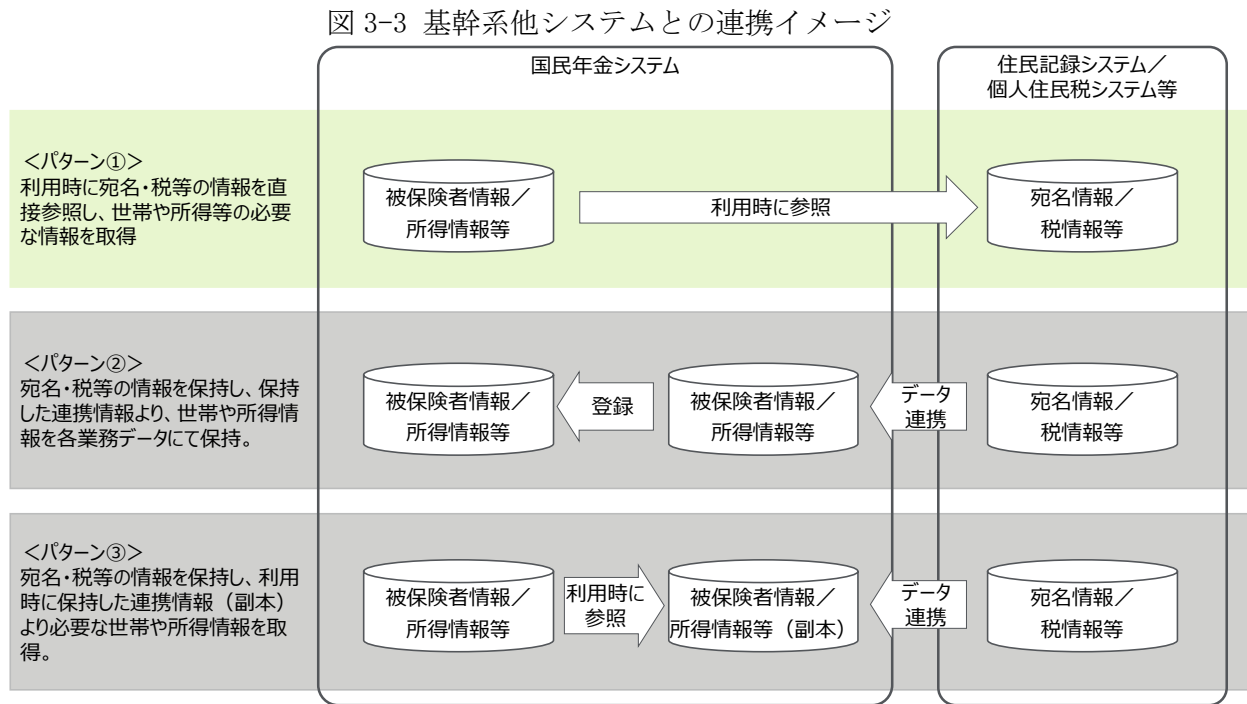 図 3-3 基幹系他システムとの連携イメージ
国民年金システム
住民記録システム／
個人住民税システム等
＜パターン①＞
利用時に宛名・税等の情報を直
接参照し、世帯や所得等の必要
な情報を取得
被保険者情報／
所得情報等
利用時に参照
宛名情報／
税情報等
＜パターン②＞
宛名・税等の情報を保持し、保持
した連携情報より、世帯や所得情
報を各業務データにて保持。
被保険者情報／
所得情報等
登録
被保険者情報／
所得情報等
データ
連携
宛名情報／
税情報等
＜パターン③＞
宛名・税等の情報を保持し、利用
時に保持した連携情報（副本）
より必要な世帯や所得情報を取
得。
被保険者情報／
所得情報等
利用時に
参照
被保険者情報／
所得情報等（副本）
データ
連携
宛名情報／
税情報等